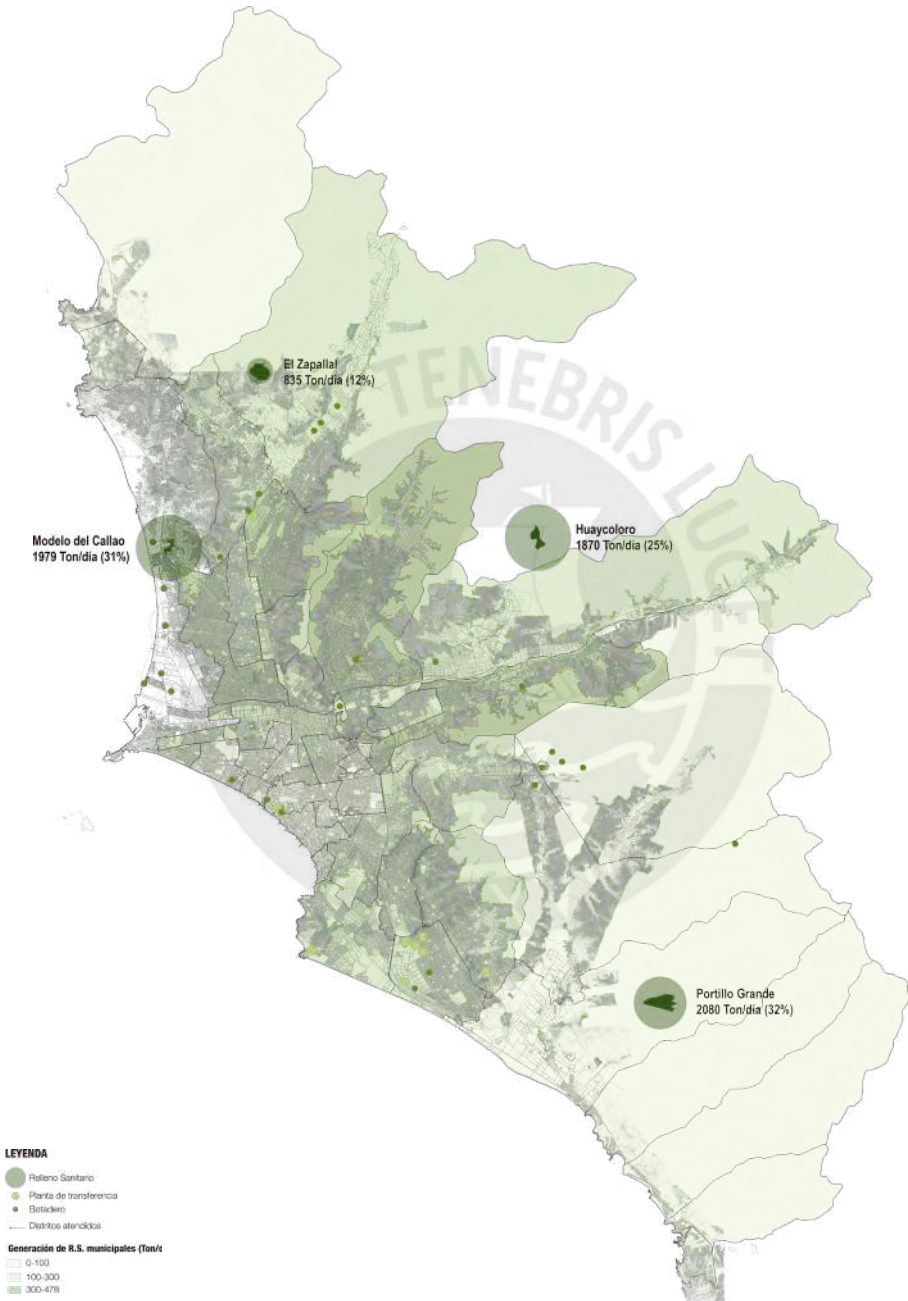 TENEBRIS LUCET
El Zapallal
835 Ton/día (12%)
Modelo del Callao
1979 Ton/día (31%)
Huaycoloro
1870 Ton/día (25%)
Portillo Grande
2080 Ton/día (32%)
LEYENDA
Relleno Sanitario
Planta de transferencia
Botadero
Distritos atendidos
Generación de R.S. municipales (Ton/d
0-100
100-300
300-478